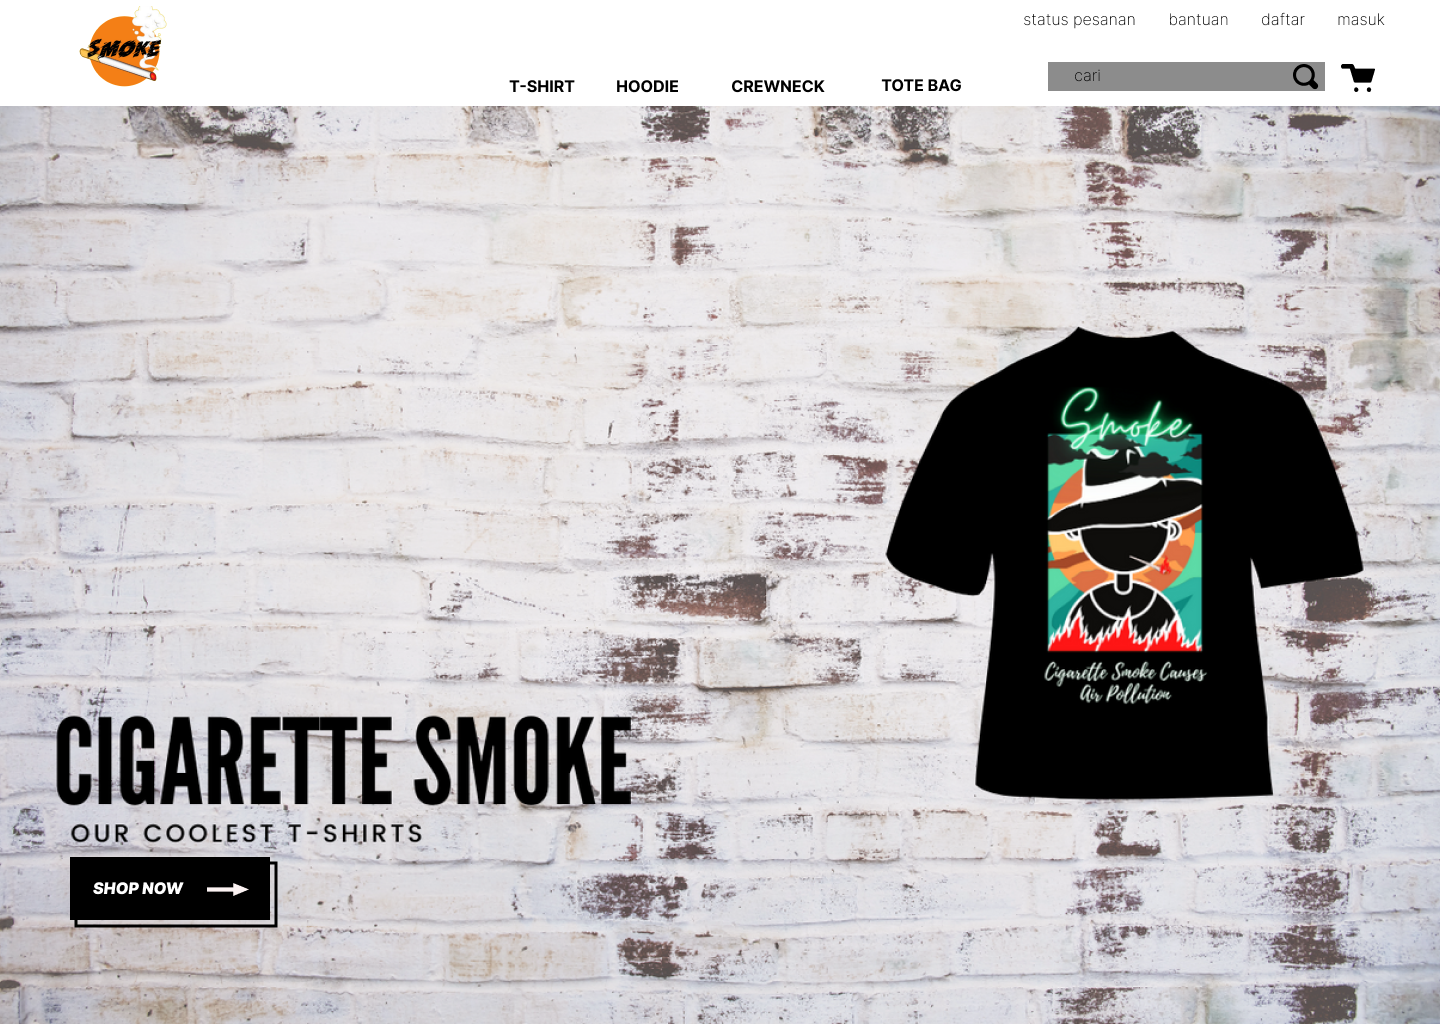 status pesanan bantuan daftar masuk
SMOKE
T-SHIRT HOODIE CREWNECK TOTE BAG
cari
Smoke
Cigarette Smoke Causes
Air Pollution
CIGARETTE SMOKE
OUR COOLEST T-SHIRTS
SHOP NOW